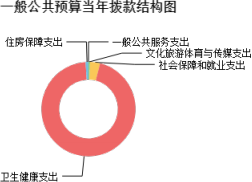 一般公共预算当年拨款结构图
住房保障支出
一般公共服务支出
文化旅游体育与传媒支出
社会保障和就业支出
卫生健康支出